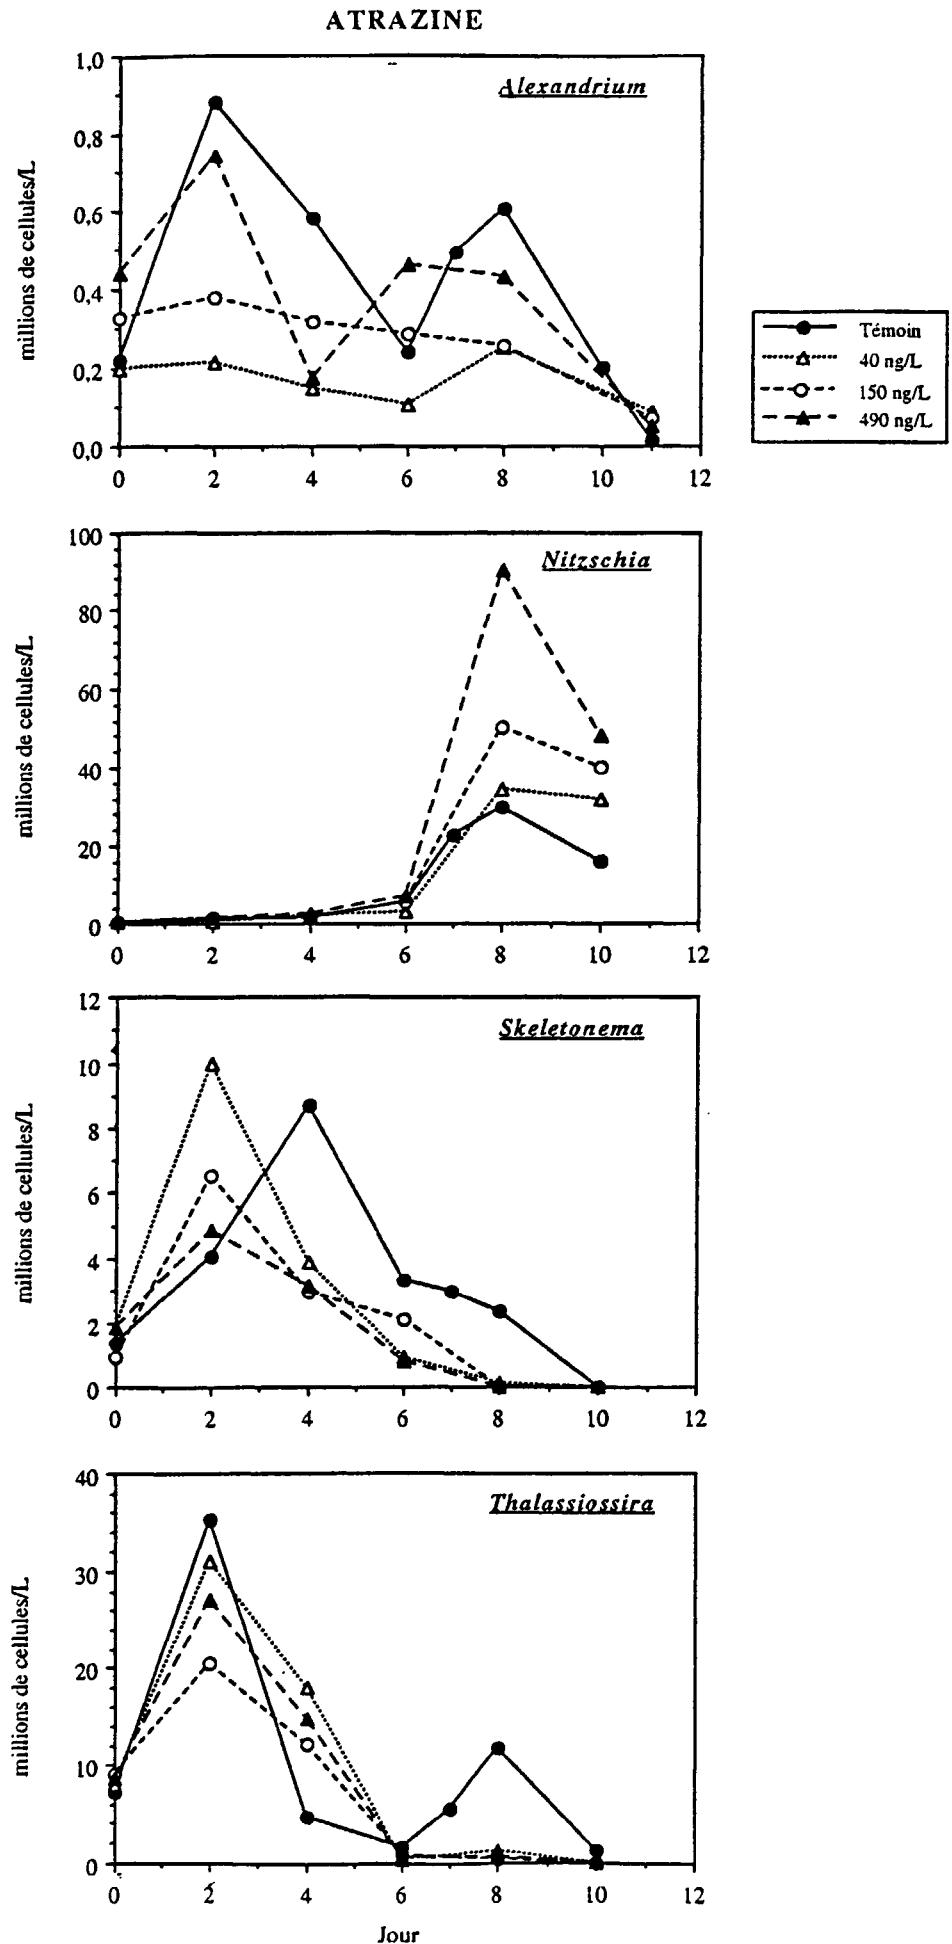 ATRAZINE
Alexandrium
millions de cellules/L
1,0
0,8
0,6
0,4
0,2
0,0
0 2 4 6 8 10 12
Témoin
40 ng/L
150 ng/L
490 ng/L
Nitzschia
millions de cellules/L
100
80
60
40
20
0
0 2 4 6 8 10 12
Skeletonema
millions de cellules/L
12
10
8
6
4
2
0
0 2 4 6 8 10 12
Thalassiossira
millions de cellules/L
40
30
20
10
0
0 2 4 6 8 10 12
Jour